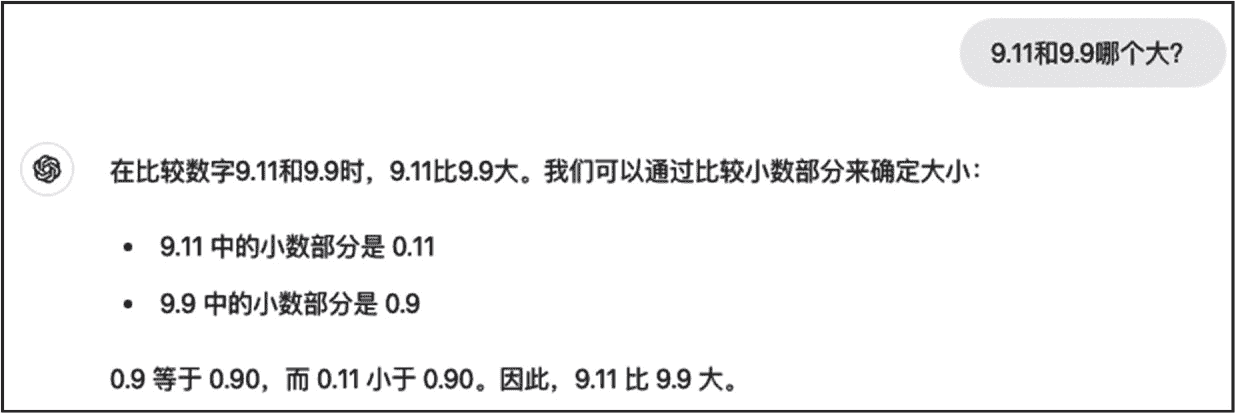 9.11和9.9哪个大?
在比较数字9.11和9.9时，9.11比9.9大。我们可以通过比较小数部分来确定大小：
• 9.11 中的小数部分是 0.11
• 9.9 中的小数部分是 0.9
0.9 等于 0.90，而 0.11 小于 0.90。因此，9.11 比 9.9 大。